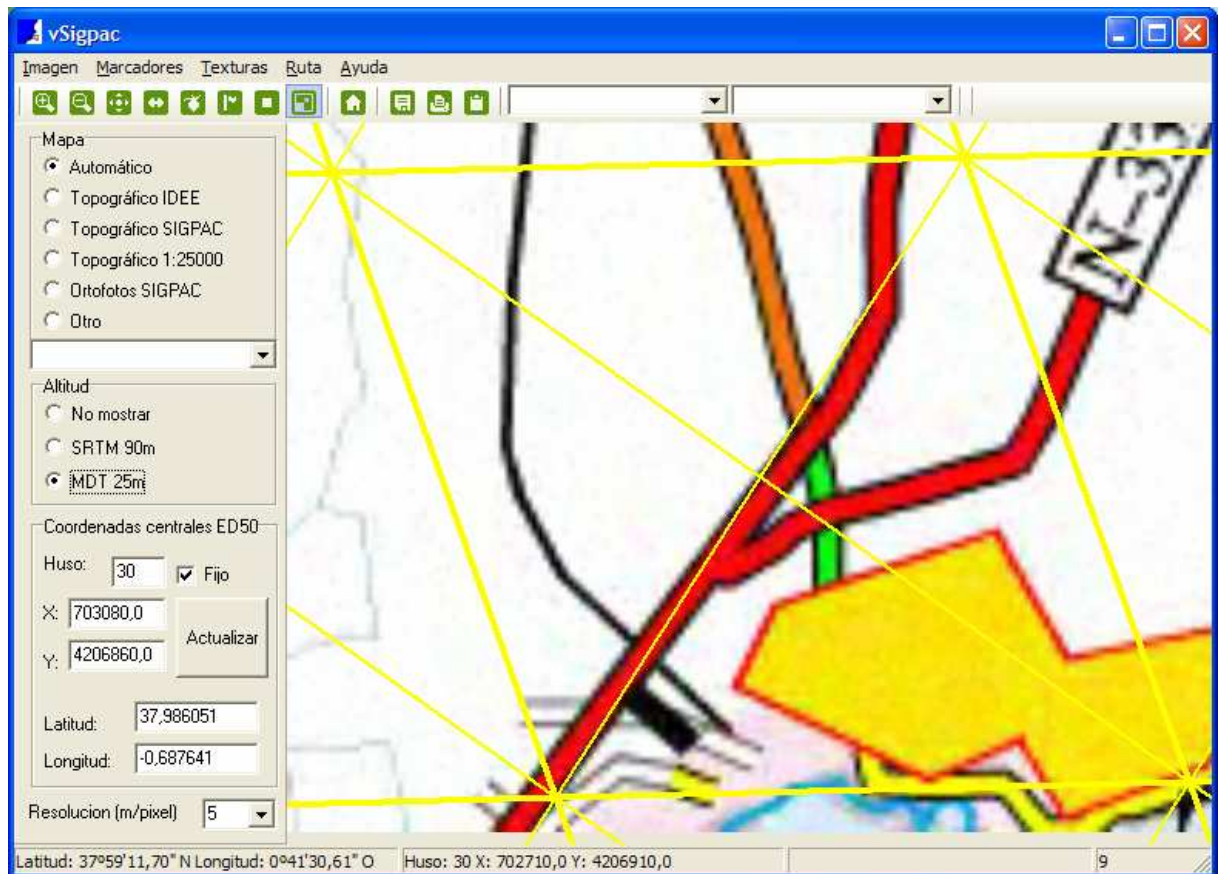 vSigpac
Imagen Marcadores Texturas Ruta Ayuda
Mapa
Automático
Topográfico IDEE
Topográfico SIGPAC
Topográfico 1:25000
Ortofotos SIGPAC
Otro
Altitud
No mostrar
SRTM 90m
MDT 25m
Coordenadas centrales ED50
Huso: 30 Fijo
X: 703080,0
Y: 4206860,0
Actualizar
Latitud: 37,986051
Longitud: -0,687641
Resolucion (m/pixel) 5
Latitud: 37º59'11,70" N Longitud: 0º41'30,61" O Huso: 30 X: 702710,0 Y: 4206910,0 9